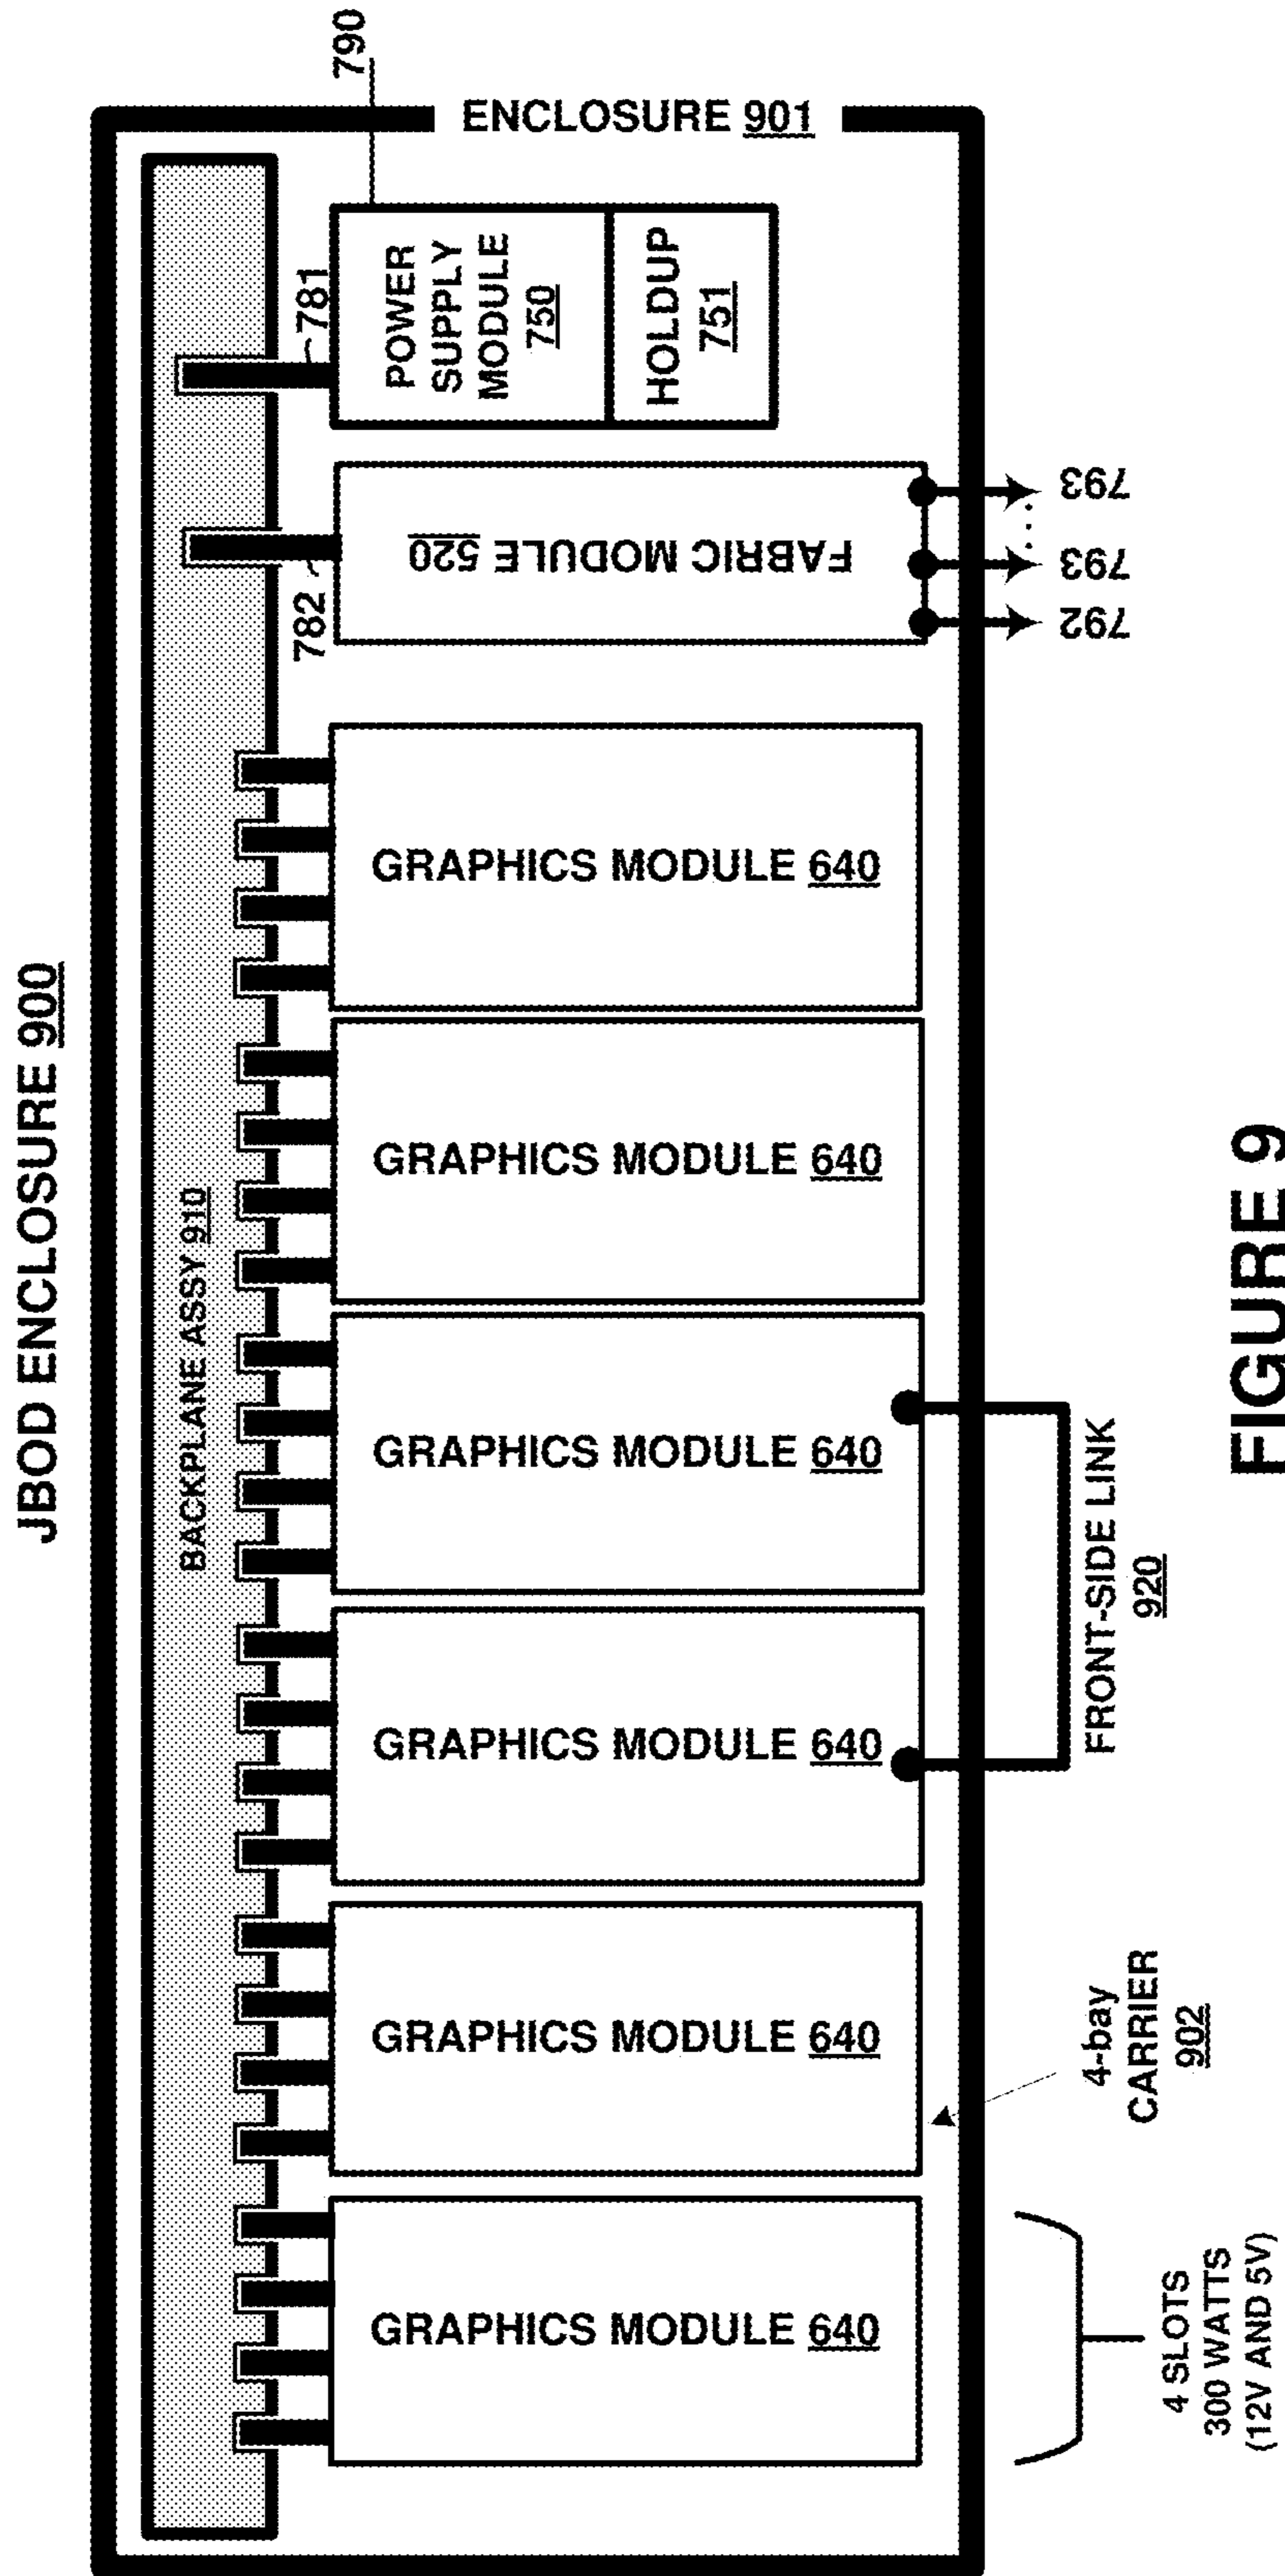 JBOD ENCLOSURE 900
ENCLOSURE 901
BACKPLANE ASSY 910
790
781
782
POWER
SUPPLY
MODULE
750
HOLDUP
751
FABRIC MODULE 520
792
793
...
793
GRAPHICS MODULE 640
GRAPHICS MODULE 640
GRAPHICS MODULE 640
GRAPHICS MODULE 640
GRAPHICS MODULE 640
GRAPHICS MODULE 640
4 SLOTS
300 WATTS
(12V AND 5V)
4-bay
CARRIER
902
FRONT-SIDE LINK
920
FIGURE 9